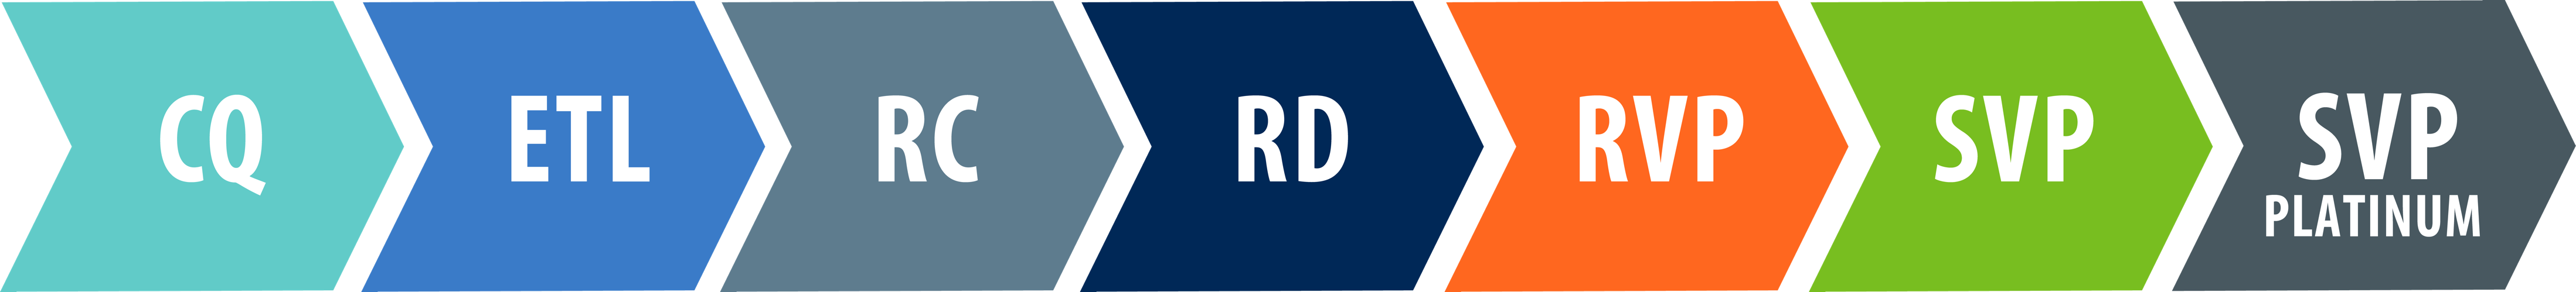 CQ
ETL
RC
RD
RVP
SVP
SVP
PLATINUM